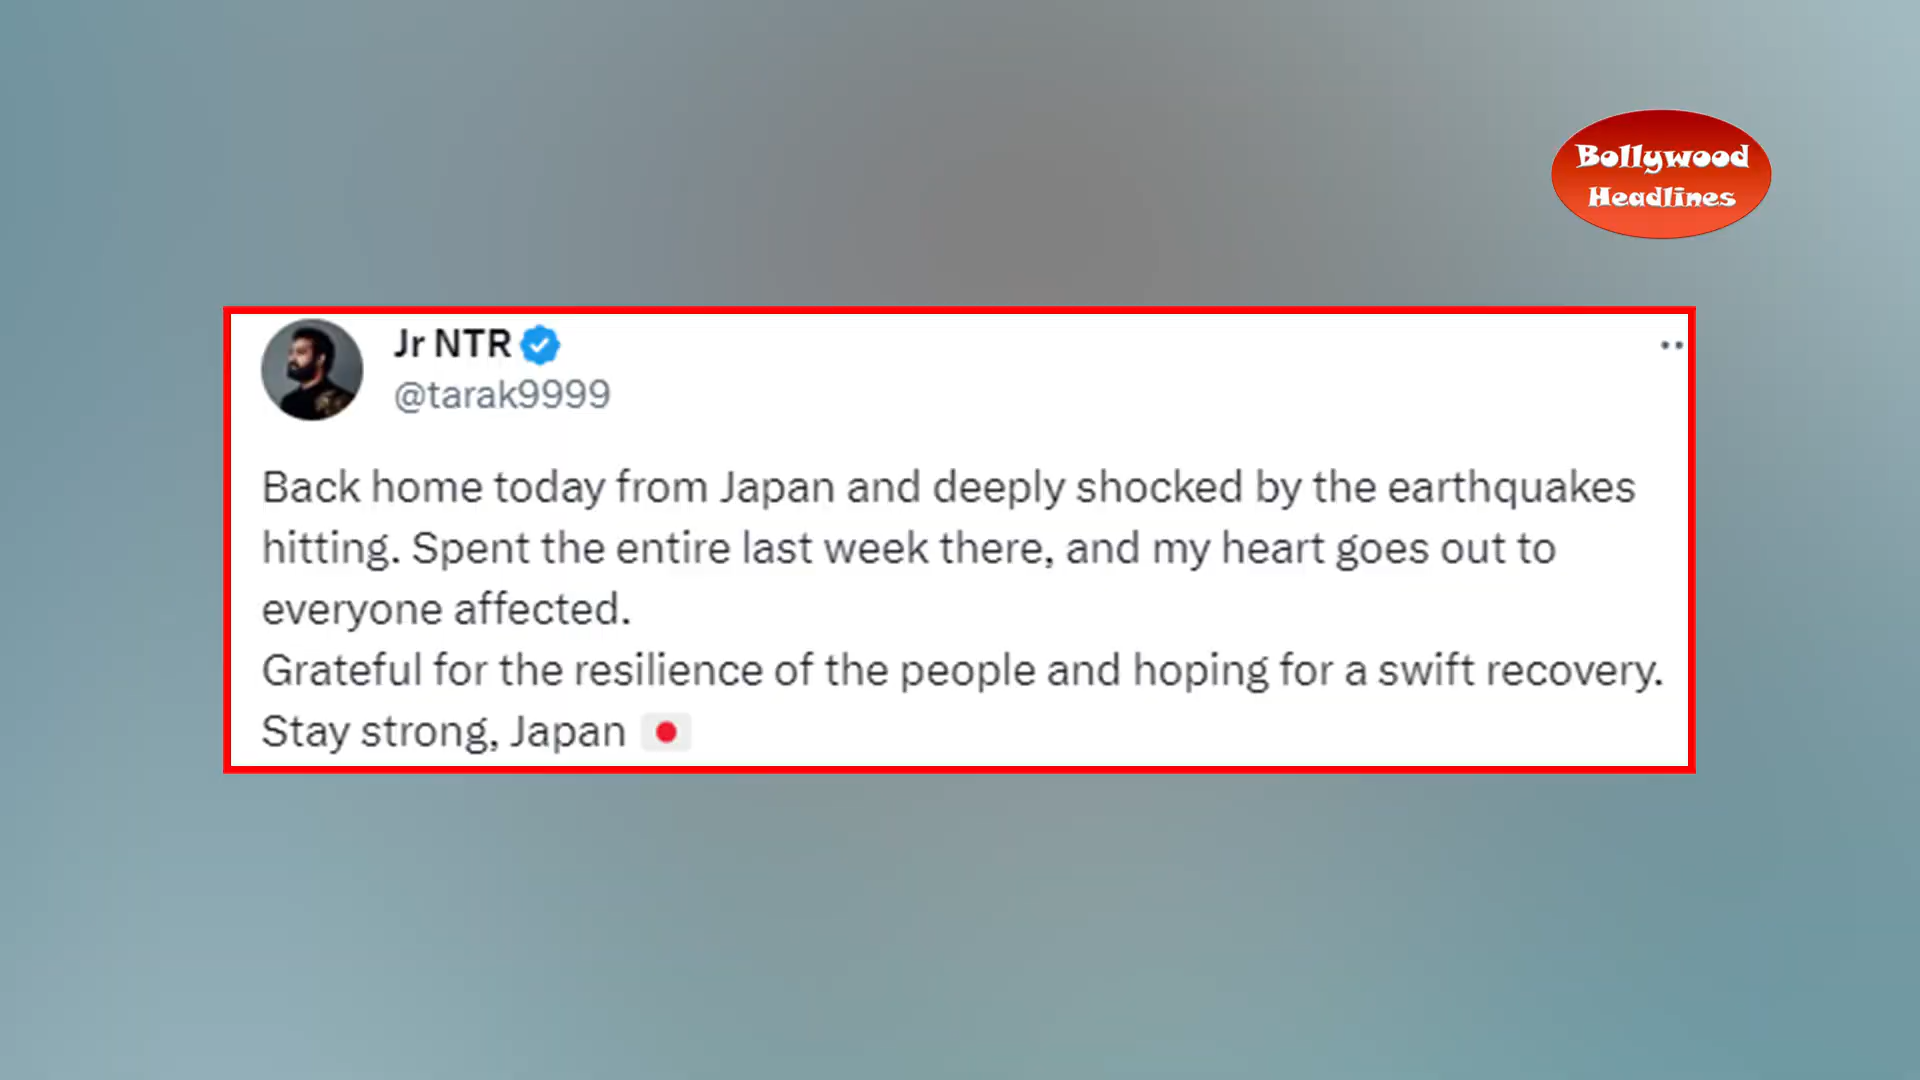 Bollywood
Headlines
Jr NTR
@tarak9999
Back home today from Japan and deeply shocked by the earthquakes
hitting. Spent the entire last week there, and my heart goes out to
everyone affected.
Grateful for the resilience of the people and hoping for a swift recovery.
Stay strong, Japan 🇯🇵